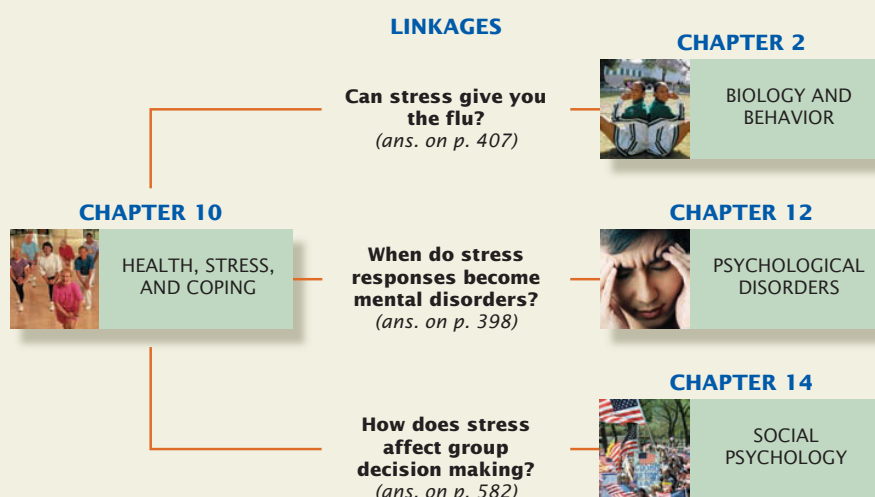 LINKAGES
CHAPTER 2
Can stress give you
the flu?
(ans. on p. 407)
BIOLOGY AND
BEHAVIOR
CHAPTER 10
HEALTH, STRESS,
AND COPING
CHAPTER 12
When do stress
responses become
mental disorders?
(ans. on p. 398)
PSYCHOLOGICAL
DISORDERS
CHAPTER 14
How does stress
affect group
decision making?
(ans. on p. 582)
SOCIAL
PSYCHOLOGY